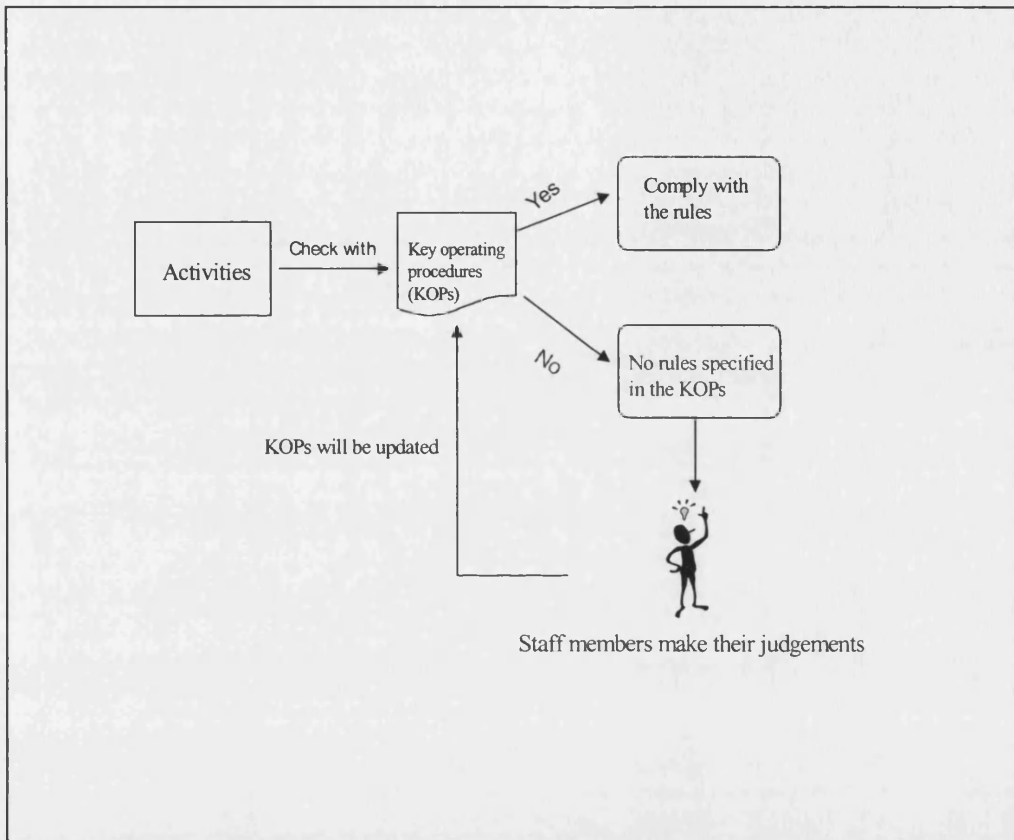 Yes
Comply with
the rules
Activities
Check with
Key operating
procedures
(KOPs)
No
No rules specified
in the KOPs
KOPs will be updated
Staff members make their judgements